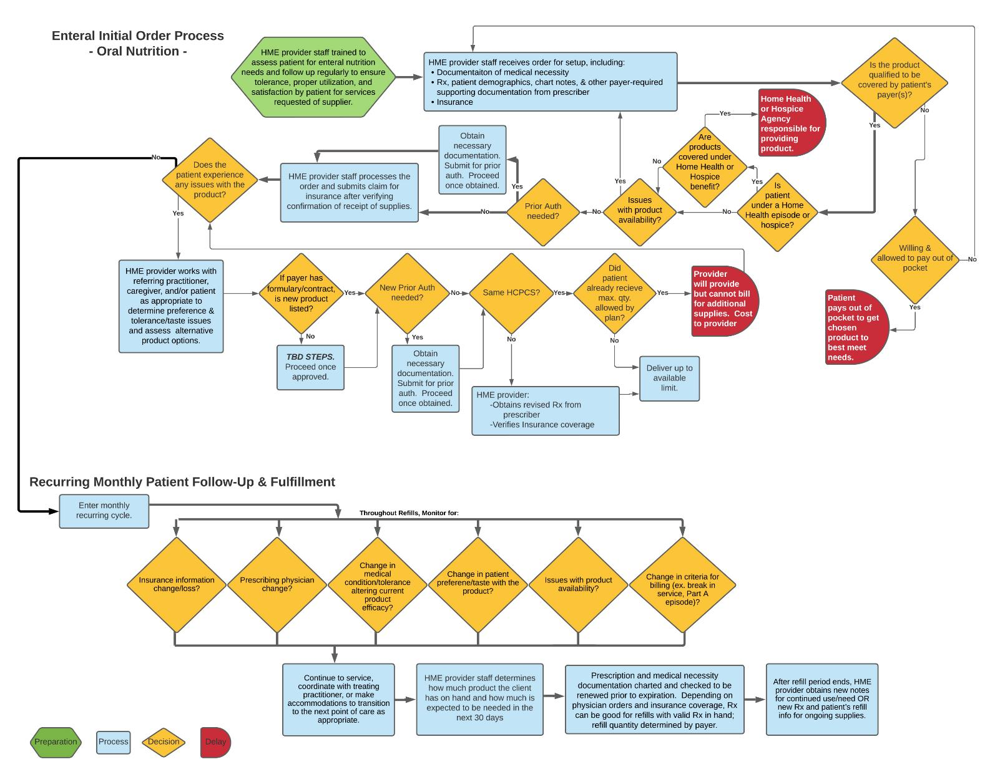 Enteral Initial Order Process
- Oral Nutrition -
HME provider staff trained to
assess patient for enteral nutrition
needs and follow up regularly to ensure
tolerance, proper utilization, and
satisfaction by patient for services
requested of supplier.
HME provider staff receives order for setup, including:
• Documentaiton of medical necessity
• Rx, patient demographics, chart notes, & other payer-required
supporting documentation from prescriber
• Insurance
Is the product
qualified to be
covered by patient's
payer(s)?
No
Yes
Home Health
or Hospice
Agency
responsible for
providing
product.
Yes
Are
products
covered under
Home Health or
Hospice
benefit?
No
Yes
Is
patient
under a Home
Health episode or
hospice?
No
Yes
Issues
with product
availability?
No
Prior Auth
needed?
Yes
No
Obtain
necessary
documentation.
Submit for prior
auth.  Proceed
once obtained.
HME provider staff processes the
order and submits claim for
insurance after verifying
confirmation of receipt of supplies.
Does the
patient experience
any issues with the
product?
No
Yes
Willing &
allowed to pay out of
pocket
No
Yes
Patient
pays out of
pocket to get
chosen
product to
best meet
needs.
HME provider works with
referring practitioner,
caregiver, and/or patient
as appropriate to
determine preference &
tolerance/taste issues
and assess  alternative
product options.
If payer has
formulary/contract,
is new product
listed?
Yes
No
TBD STEPS.
Proceed once
approved.
New Prior Auth
needed?
No
Yes
Obtain
necessary
documentation.
Submit for prior
auth.  Proceed
once obtained.
Same HCPCS?
Yes
No
HME provider:
-Obtains revised Rx from
prescriber
-Verifies Insurance coverage
Did
patient
already recieve
max. qty.
allowed by
plan?
Yes
No
Deliver up to
available
limit.
Provider
will provide
but cannot bill
for additional
supplies.  Cost
to provider
Recurring Monthly Patient Follow-Up & Fulfillment
Enter monthly
recurring cycle.
Throughout Refills, Monitor for:
Insurance information
change/loss?
Prescribing physician
change?
Change in
medical
condition/tolerance
altering current
product
efficacy?
Change in patient
preferene/taste with the
product?
Issues with product
availability?
Change in criteria for
billing (ex. break in
service, Part A
episode)?
Continue to service,
coordinate with treating
practitioner, or make
accommodations to transition
to the next point of care as
appropriate.
HME provider staff determines
how much product the client
has on hand and how much is
expected to be needed in the
next 30 days
Prescription and medical necessity
documentation charted and checked to be
renewed prior to expiration.  Depending on
physician orders and insurance coverage, Rx
can be good for refills with valid Rx in hand;
refill quantity determined by payer.
After refill period ends, HME
provider obtains new notes
for continued use/need OR
new Rx and patient's refill
info for ongoing supplies.
Preparation
Process
Decision
Delay